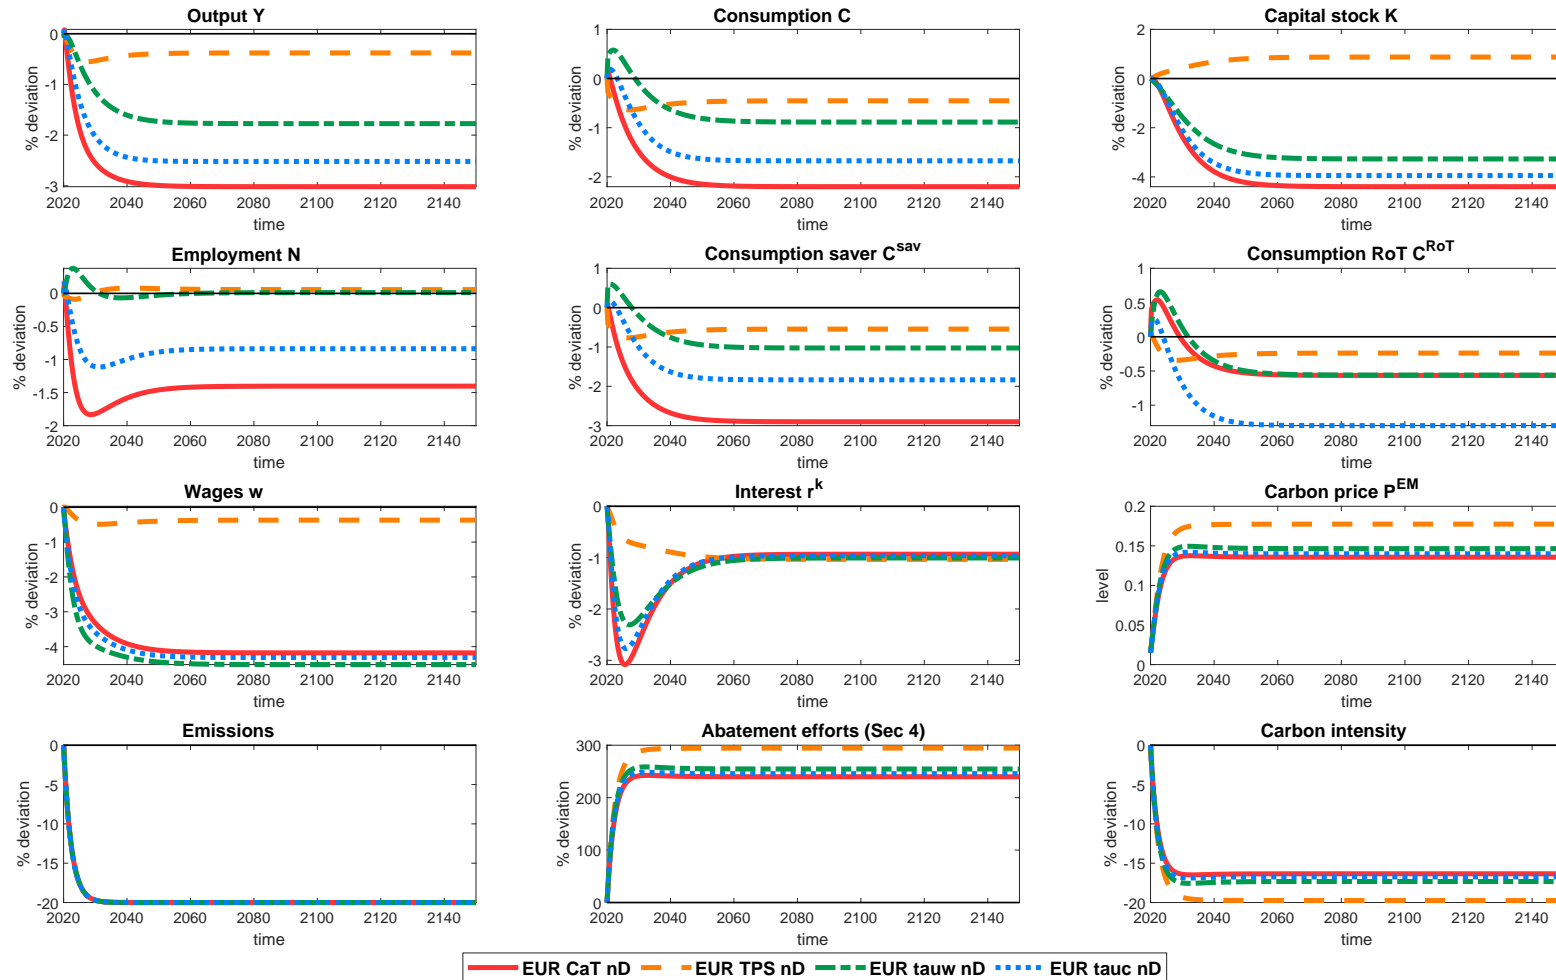 Output Y
0
-1
-2
-3
% deviation
2020 2040 2060 2080 2100 2120 2140
time
Consumption C
1
0
-1
-2
% deviation
2020 2040 2060 2080 2100 2120 2140
time
Capital stock K
2
0
-2
-4
% deviation
2020 2040 2060 2080 2100 2120 2140
time
Employment N
0
-0.5
-1
-1.5
-2
% deviation
2020 2040 2060 2080 2100 2120 2140
time
Consumption saver C^sav
1
0
-1
-2
-3
% deviation
2020 2040 2060 2080 2100 2120 2140
time
Consumption RoT C^RoT
1
0.5
0
-0.5
-1
% deviation
2020 2040 2060 2080 2100 2120 2140
time
Wages w
0
-1
-2
-3
-4
% deviation
2020 2040 2060 2080 2100 2120 2140
time
Interest r^k
0
-1
-2
-3
% deviation
2020 2040 2060 2080 2100 2120 2140
time
Carbon price P^EM
0.2
0.15
0.1
0.05
0
level
2020 2040 2060 2080 2100 2120 2140
time
Emissions
0
-5
-10
-15
-20
% deviation
2020 2040 2060 2080 2100 2120 2140
time
Abatement efforts (Sec 4)
300
200
100
0
% deviation
2020 2040 2060 2080 2100 2120 2140
time
Carbon intensity
0
-5
-10
-15
-20
% deviation
2020 2040 2060 2080 2100 2120 2140
time
EUR CaT nD EUR TPS nD EUR tauw nD EUR tauc nD